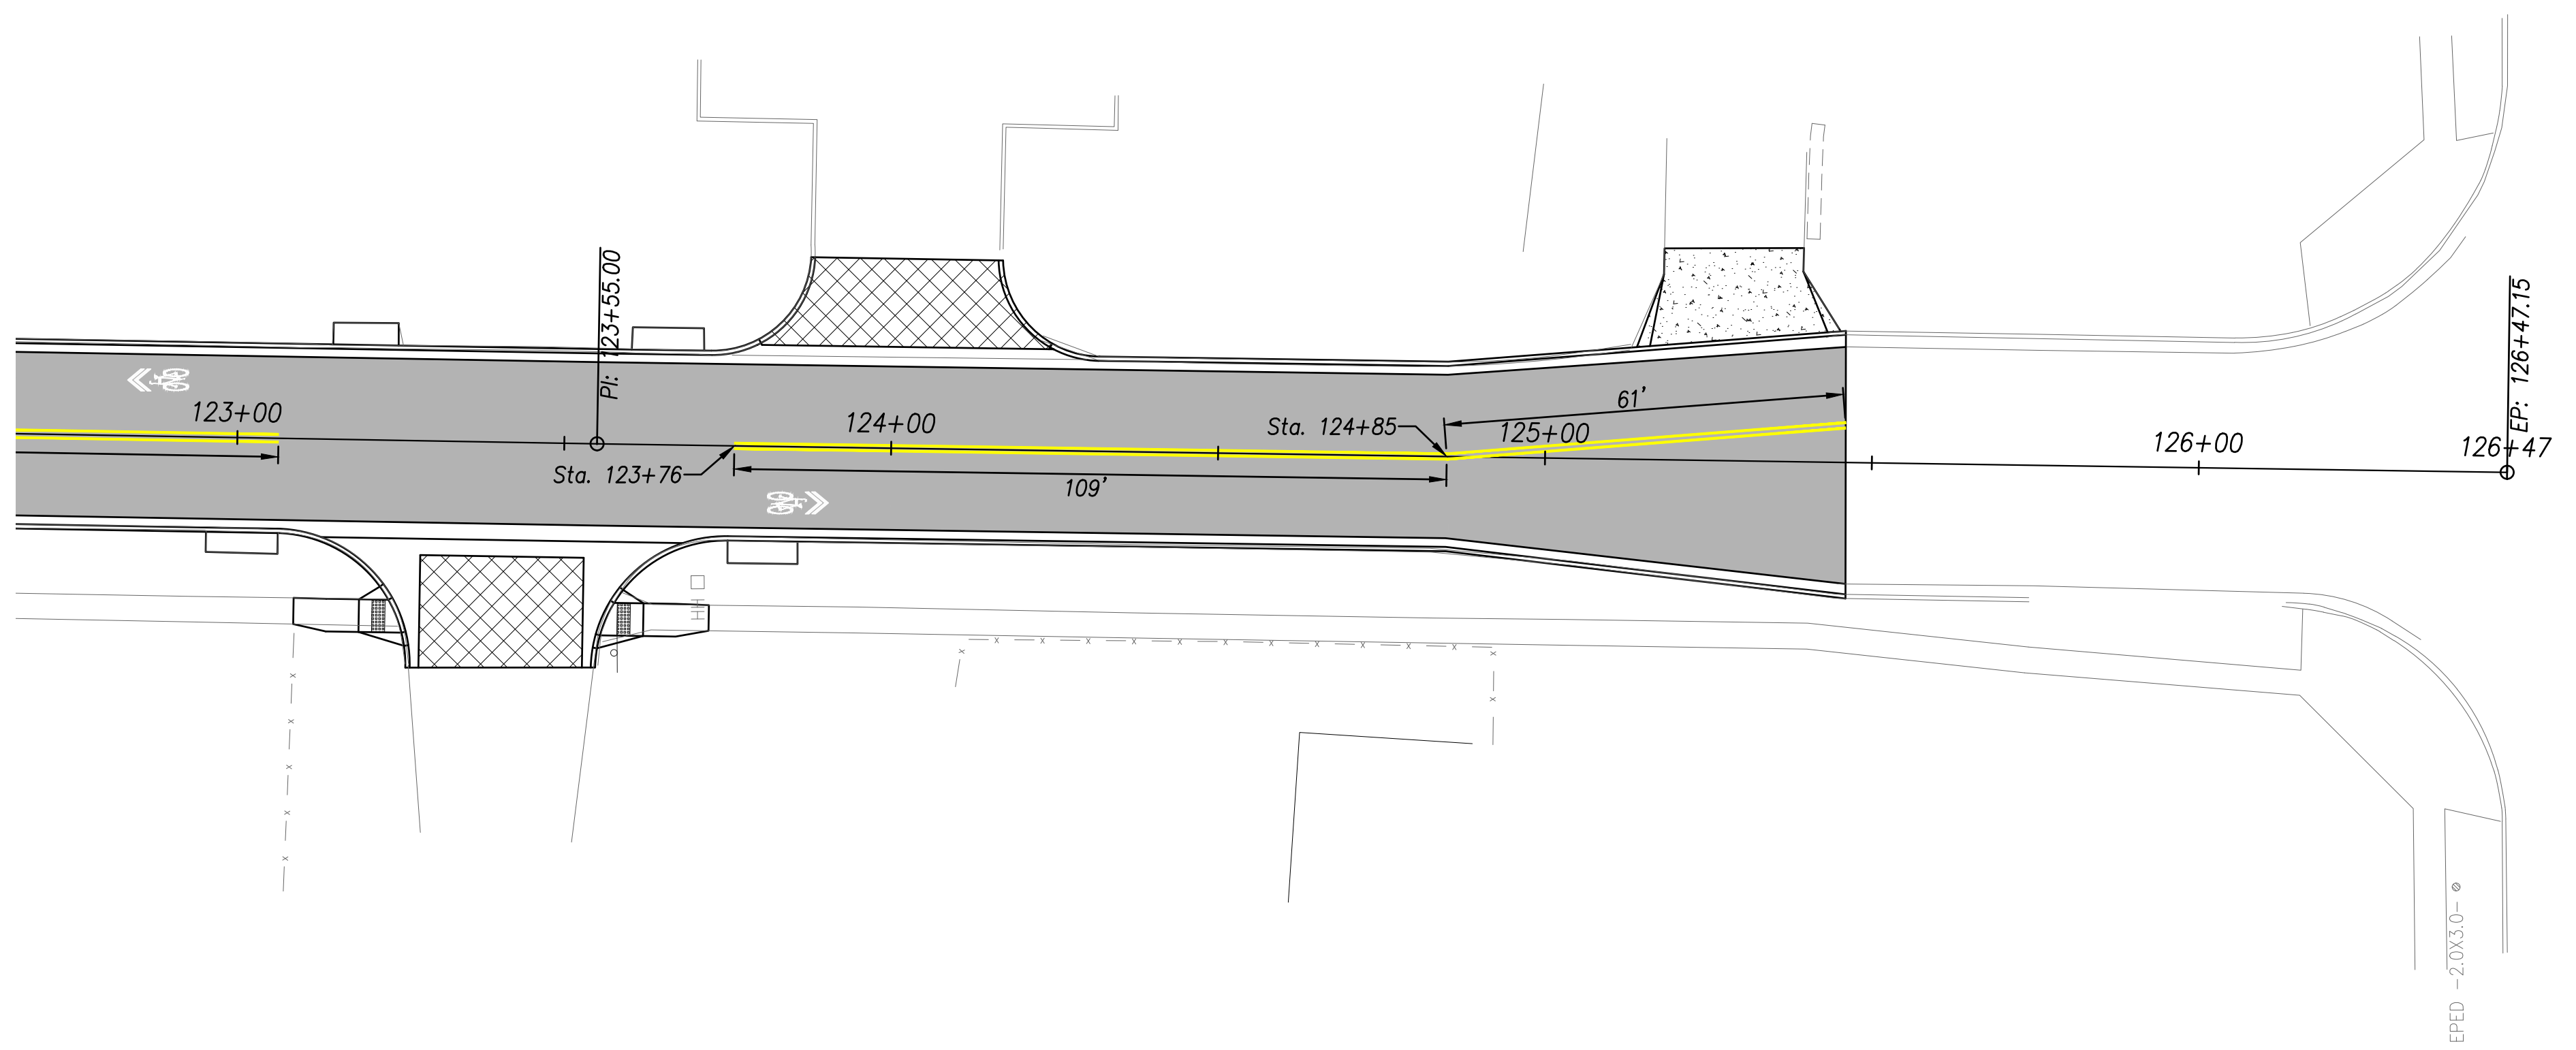 PI: 123+55.00
EP: 126+47.15
123+00
124+00
Sta. 124+85
61'
125+00
126+00
126+47
Sta. 123+76
109'
HH
EPED -2.0X3.0-